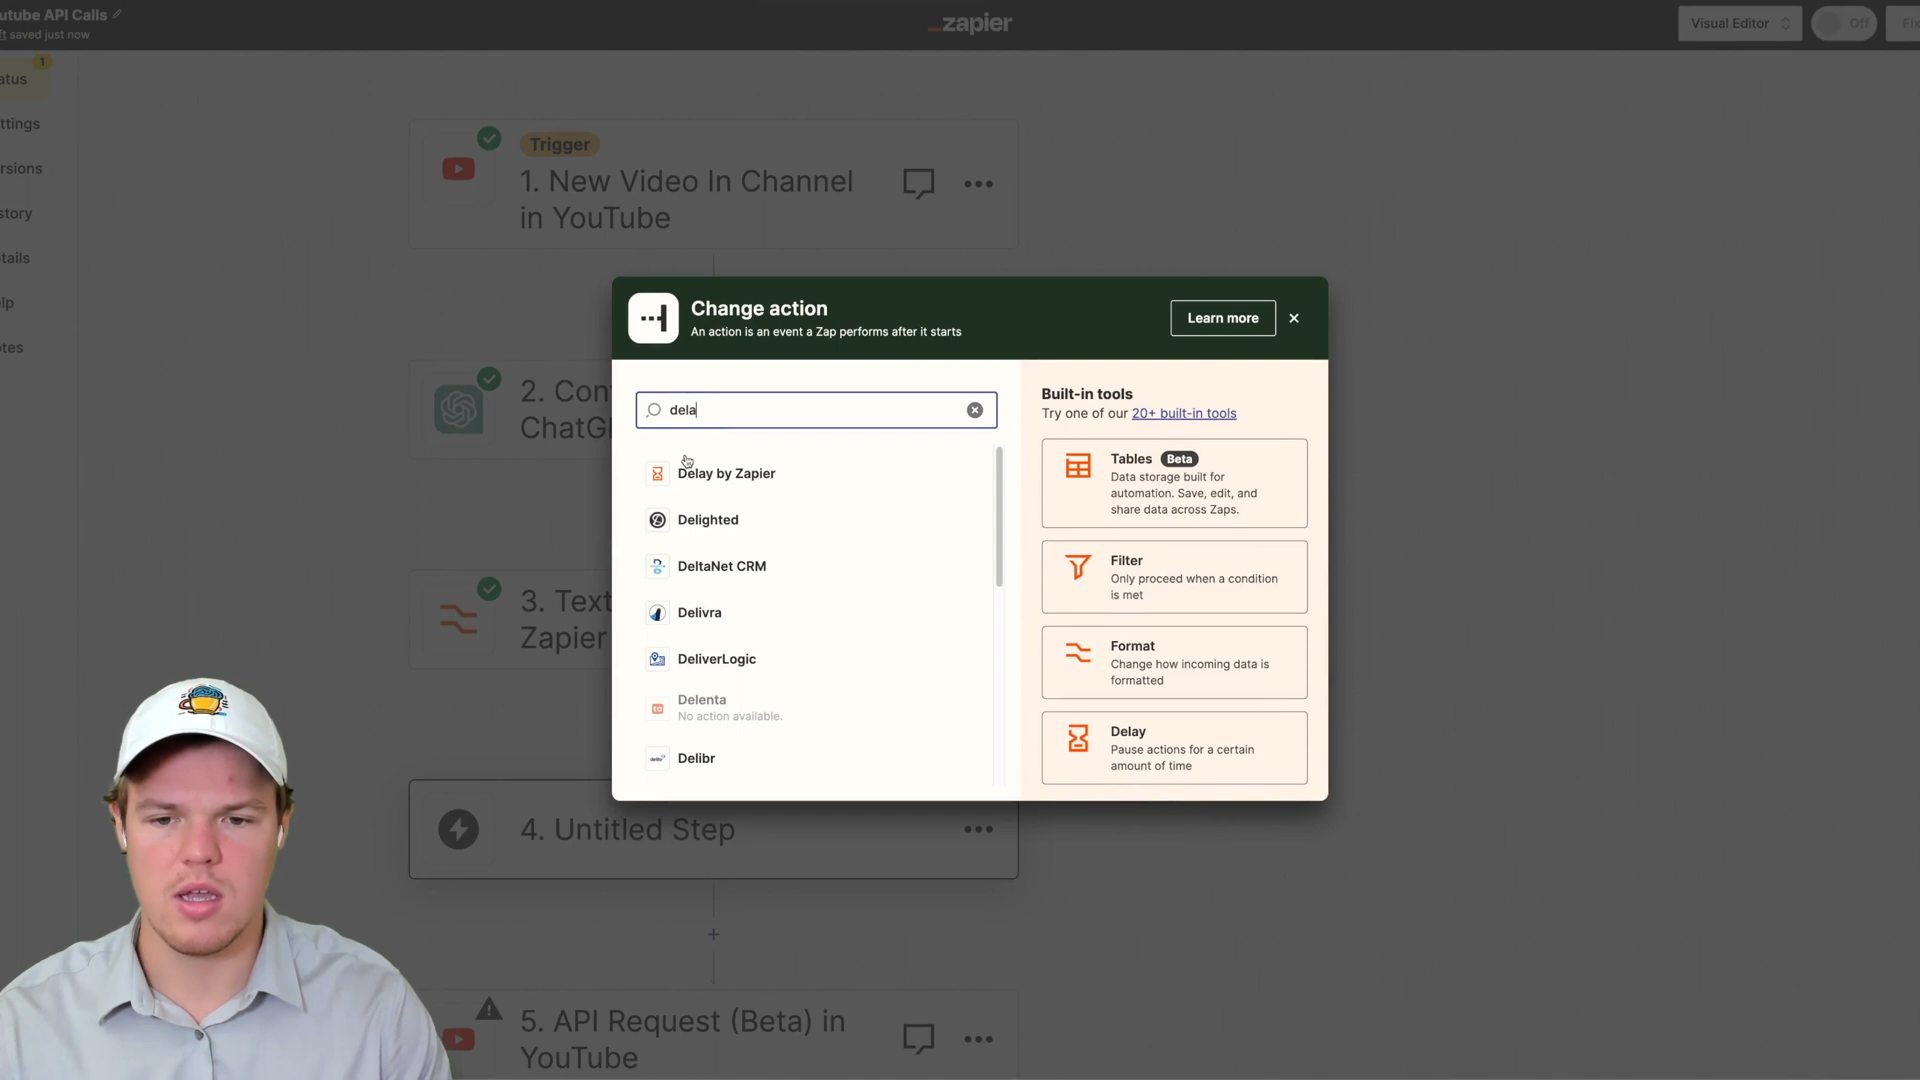 utube API Calls
ft saved just now
zapier
Visual Editor
Off
Fix
1
atus
ttings
rsions
story
etails
elp
otes
Trigger
1. New Video In Channel
in YouTube
Change action
An action is an event a Zap performs after it starts
Learn more
dela
Delay by Zapier
Delighted
DeltaNet CRM
Delivra
DeliverLogic
Delenta
No action available.
Delibr
Built-in tools
Try one of our 20+ built-in tools
Tables Beta
Data storage built for
automation. Save, edit, and
share data across Zaps.
Filter
Only proceed when a condition
is met
Format
Change how incoming data is
formatted
Delay
Pause actions for a certain
amount of time
2. Con
ChatG
3. Text
Zapier
4. Untitled Step
5. API Request (Beta) in
YouTube